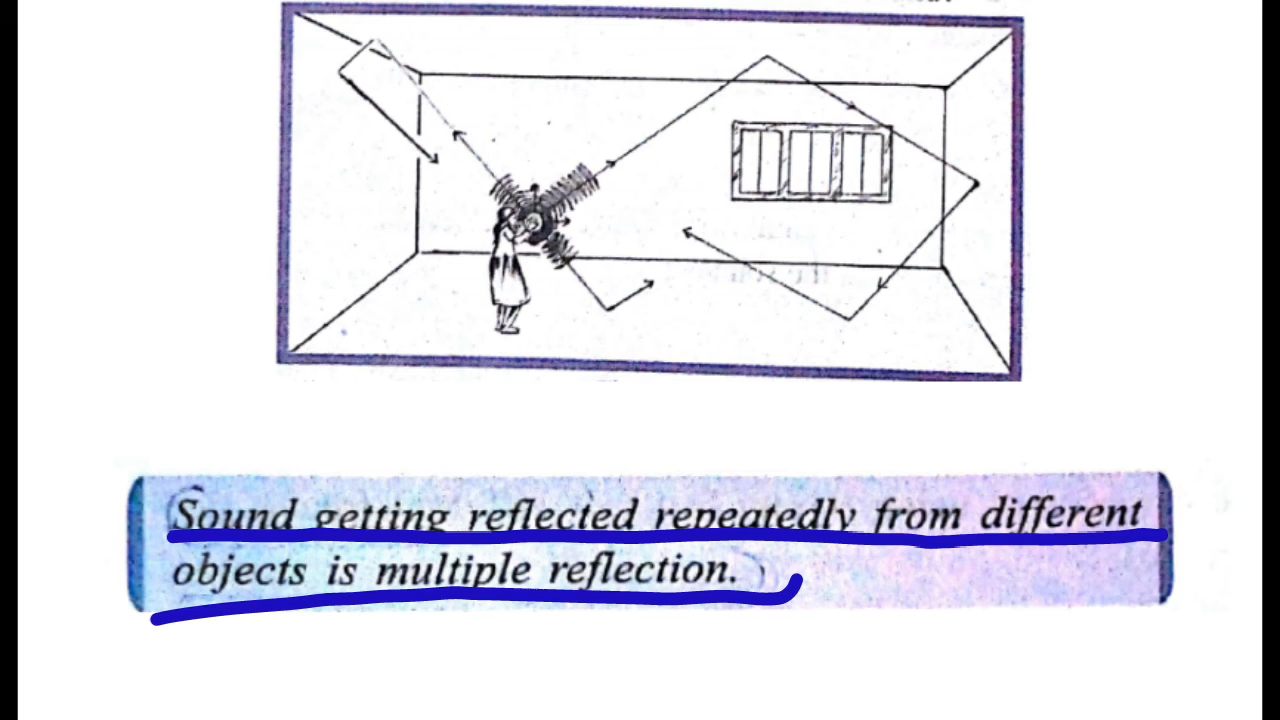 Sound getting reflected repeatedly from different
objects is multiple reflection.